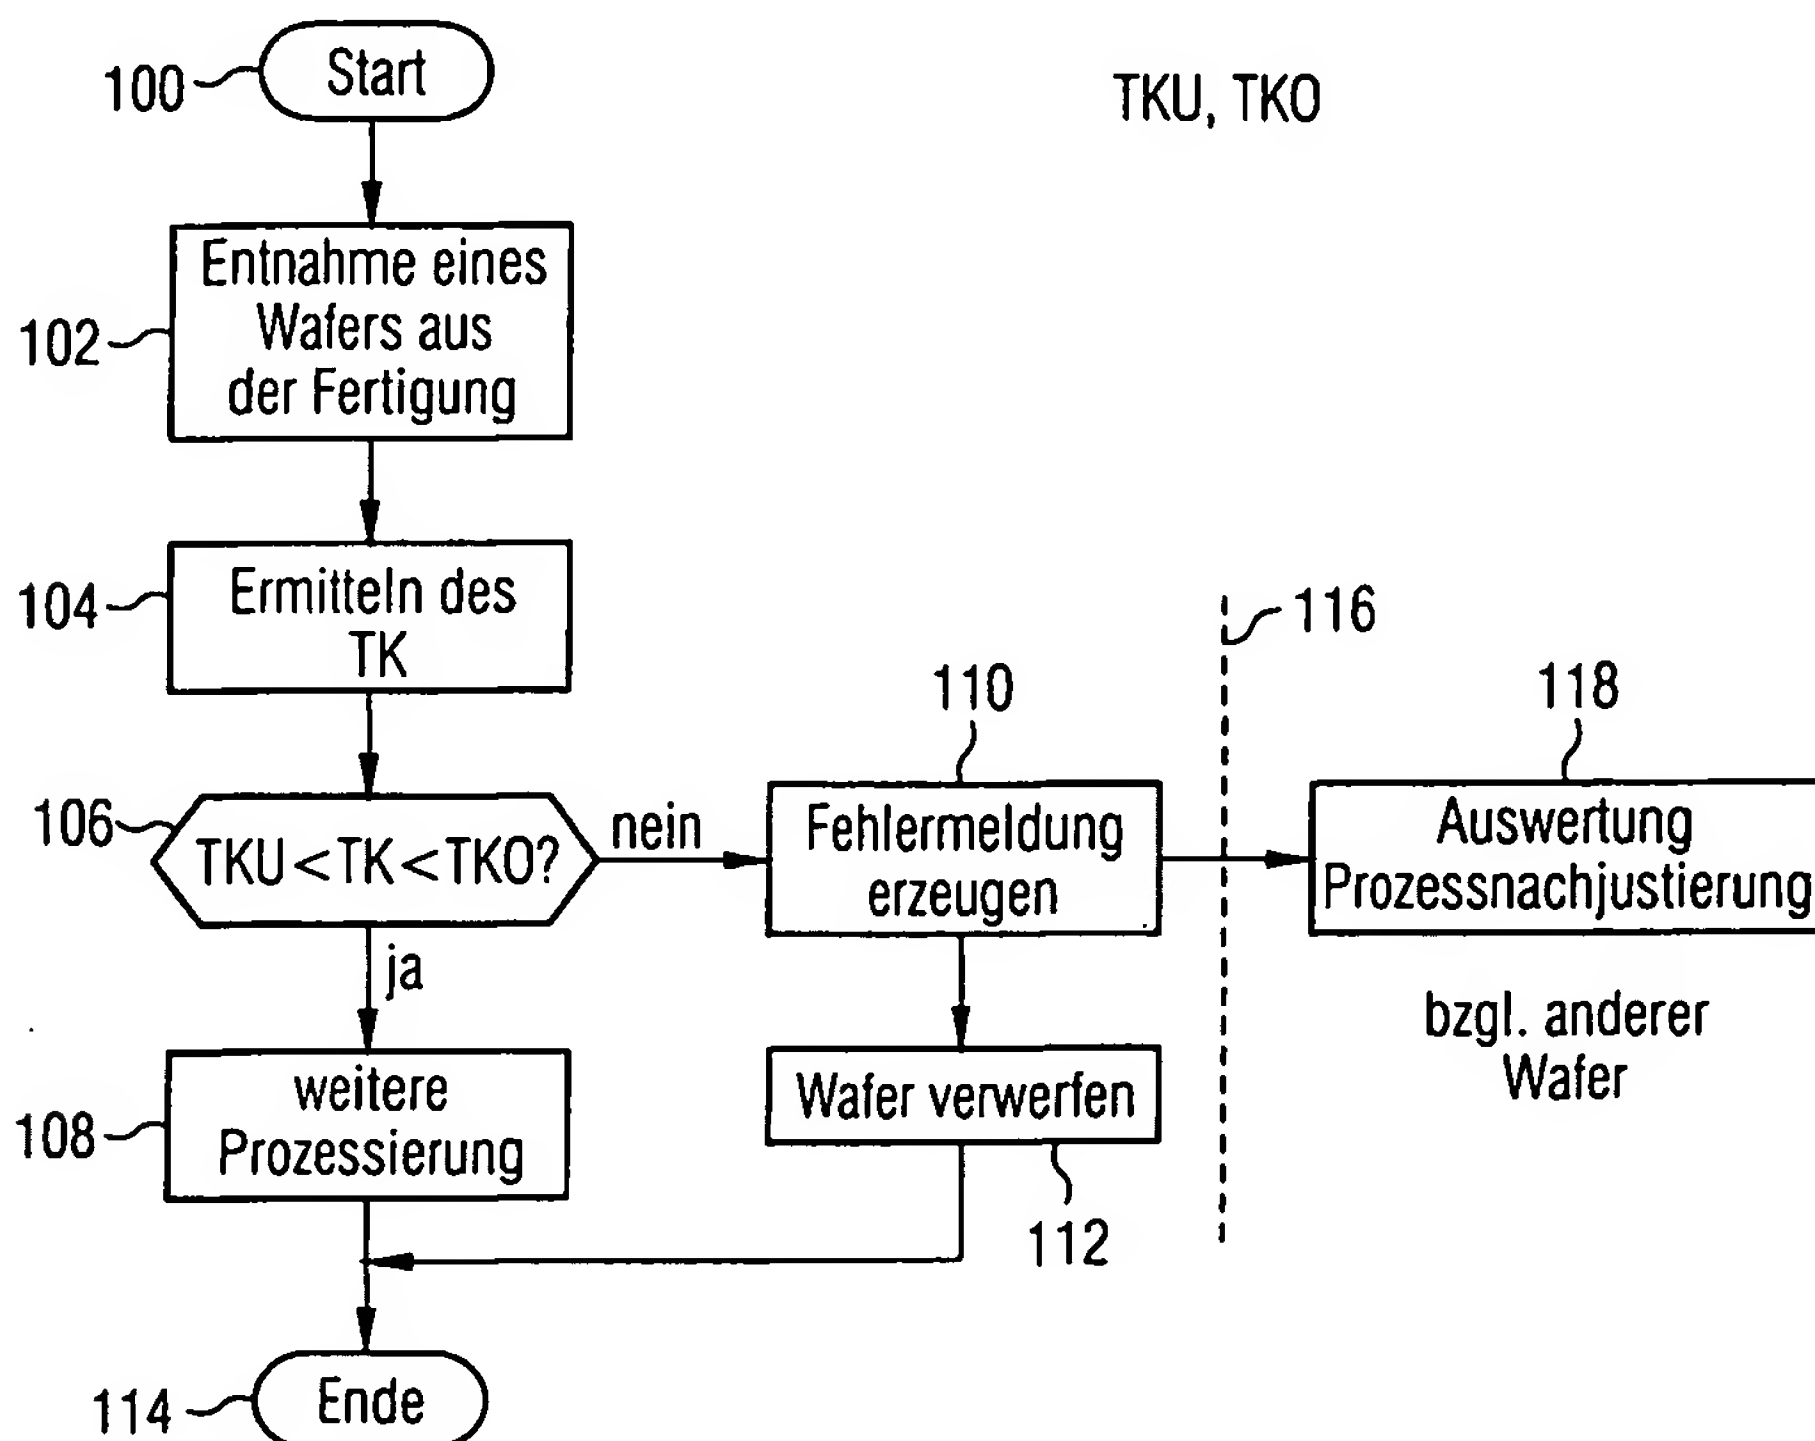 100
Start
TKU, TKO
102
Entnahme eines
Wafers aus
der Fertigung
104
Ermitteln des
TK
116
110
118
106
TKU<TK<TKO?
nein
Fehlermeldung
erzeugen
Auswertung
Prozessnachjustierung
ja
bzgl. anderer
Wafer
108
weitere
Prozessierung
Wafer verwerfen
112
114
Ende